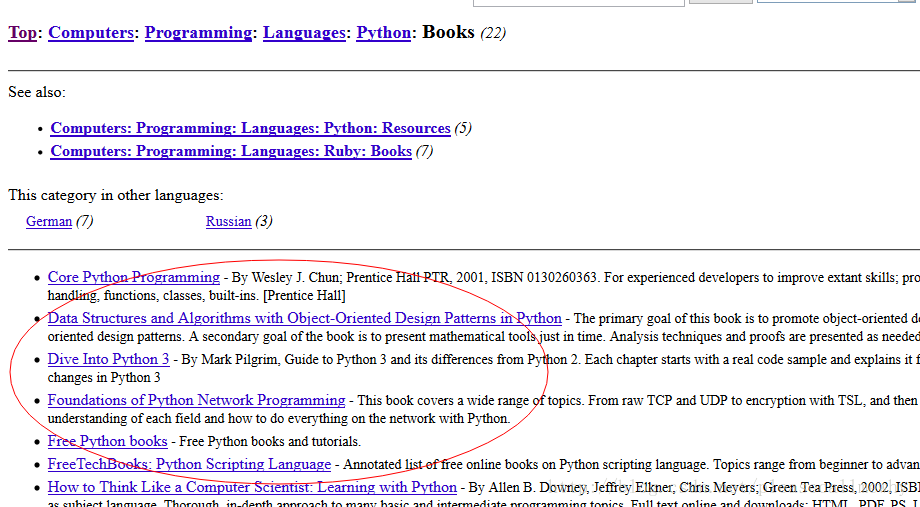 Top: Computers: Programming: Languages: Python: Books (22)
See also:
Computers: Programming: Languages: Python: Resources (5)
Computers: Programming: Languages: Ruby: Books (7)
This category in other languages:
German (7) Russian (3)
Core Python Programming - By Wesley J. Chun; Prentice Hall PTR, 2001, ISBN 0130260363. For experienced developers to improve extant skills; pro
handling, functions, classes, built-ins. [Prentice Hall]
Data Structures and Algorithms with Object-Oriented Design Patterns in Python - The primary goal of this book is to promote object-oriented de
oriented design patterns. A secondary goal of the book is to present mathematical tools just in time. Analysis techniques and proofs are presented as needed
Dive Into Python 3 - By Mark Pilgrim, Guide to Python 3 and its differences from Python 2. Each chapter starts with a real code sample and explains it f
changes in Python 3
Foundations of Python Network Programming - This book covers a wide range of topics. From raw TCP and UDP to encryption with TSL, and then
understanding of each field and how to do everything on the network with Python.
Free Python books - Free Python books and tutorials.
FreeTechBooks: Python Scripting Language - Annotated list of free online books on Python scripting language. Topics range from beginner to advan
How to Think Like a Computer Scientist: Learning with Python - By Allen B. Downey, Jeffrey Elkner, Chris Meyers; Green Tea Press, 2002, ISB
as subject language. Thorough, in-depth approach to many basic and intermediate programming topics. Full text online and downloads: HTML, PDF, PS, L